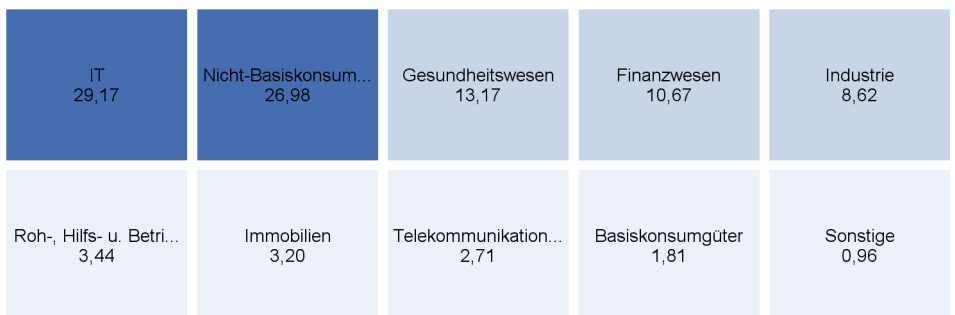 IT
29,17
Nicht-Basiskonsum...
26,98
Gesundheitswesen
13,17
Finanzwesen
10,67
Industrie
8,62
Roh-, Hilfs- u. Betri...
3,44
Immobilien
3,20
Telekommunikation...
2,71
Basiskonsumgüter
1,81
Sonstige
0,96